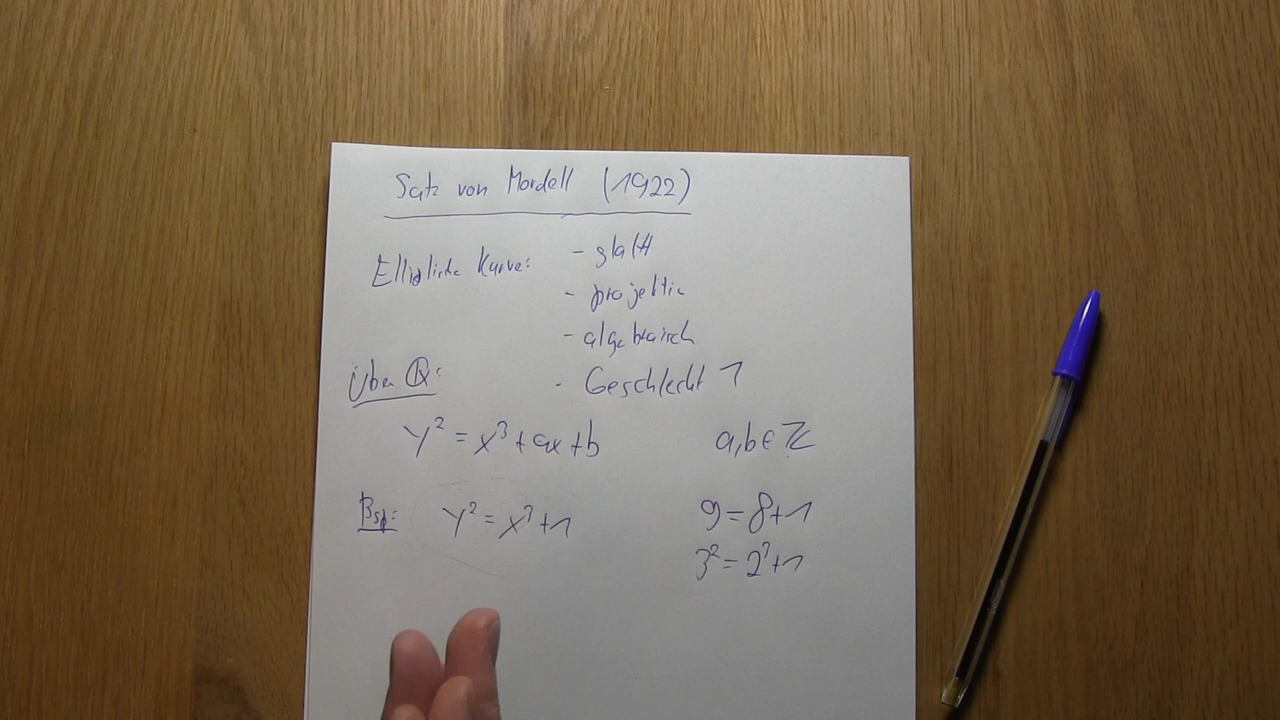 Satz von Mordell (1922)
Elliptische Kurve: - glatt
- projektiv
- algebraisch
- Geschlecht 1
Über ℚ:
y² = x³ + ax + b a, b ∈ ℤ
Bsp: y² = x³ + 1 9 = 8 + 1
3² = 2³ + 1